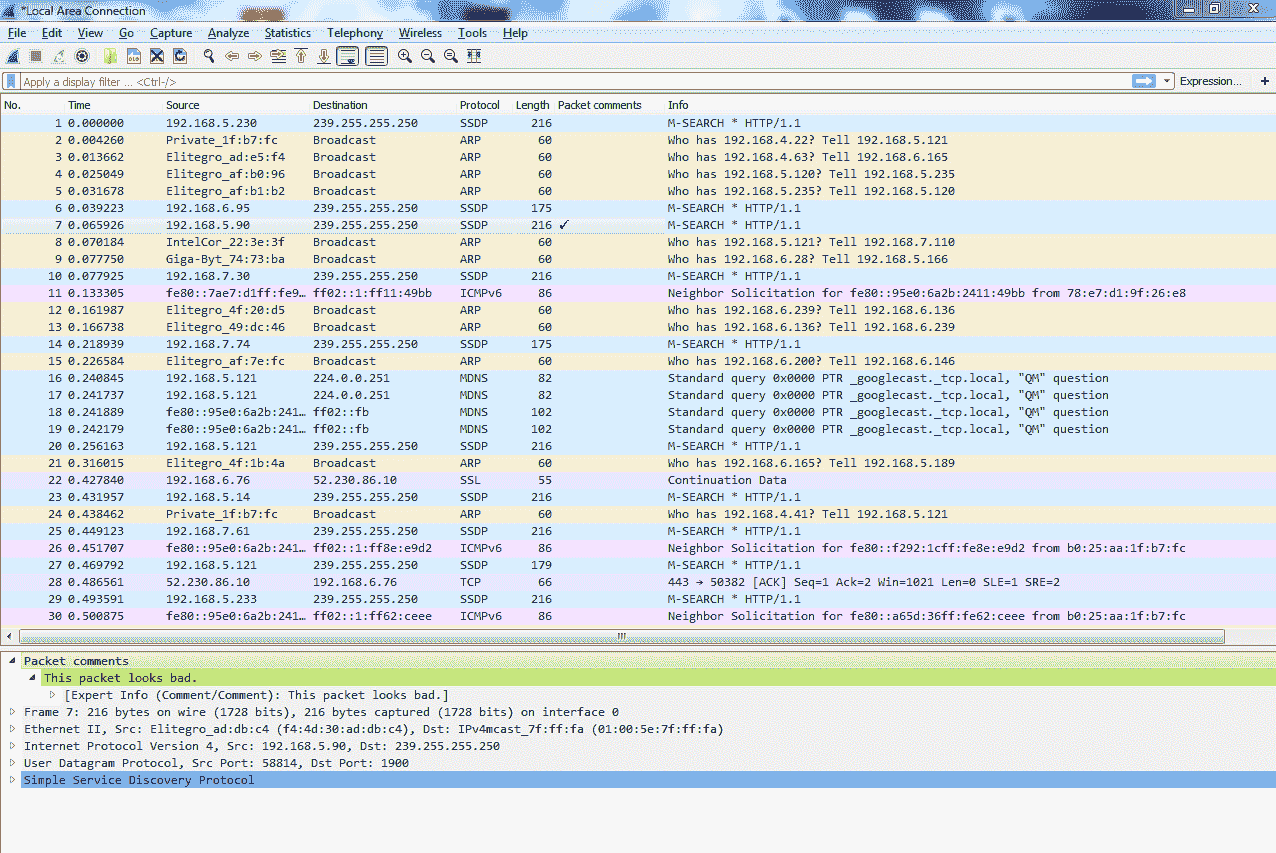 *Local Area Connection
File Edit View Go Capture Analyze Statistics Telephony Wireless Tools Help
Apply a display filter ... <Ctrl-/> Expression... +
No. Time Source Destination Protocol Length Packet comments Info
1 0.000000 192.168.5.230 239.255.255.250 SSDP 216 M-SEARCH * HTTP/1.1
2 0.004260 Private_1f:b7:fc Broadcast ARP 60 Who has 192.168.4.22? Tell 192.168.5.121
3 0.013662 Elitegro_ad:e5:f4 Broadcast ARP 60 Who has 192.168.4.63? Tell 192.168.6.165
4 0.025049 Elitegro_af:b0:96 Broadcast ARP 60 Who has 192.168.5.120? Tell 192.168.5.235
5 0.031678 Elitegro_af:b1:b2 Broadcast ARP 60 Who has 192.168.5.235? Tell 192.168.5.120
6 0.039223 192.168.6.95 239.255.255.250 SSDP 175 M-SEARCH * HTTP/1.1
7 0.065926 192.168.5.90 239.255.255.250 SSDP 216 ✓ M-SEARCH * HTTP/1.1
8 0.070184 IntelCor_22:3e:3f Broadcast ARP 60 Who has 192.168.5.121? Tell 192.168.7.110
9 0.077750 Giga-Byt_74:73:ba Broadcast ARP 60 Who has 192.168.6.28? Tell 192.168.5.166
10 0.077925 192.168.7.30 239.255.255.250 SSDP 216 M-SEARCH * HTTP/1.1
11 0.133305 fe80::7ae7:d1ff:fe9… ff02::1:ff11:49bb ICMPv6 86 Neighbor Solicitation for fe80::95e0:6a2b:2411:49bb from 78:e7:d1:9f:26:e8
12 0.161987 Elitegro_4f:20:d5 Broadcast ARP 60 Who has 192.168.6.239? Tell 192.168.6.136
13 0.166738 Elitegro_49:dc:46 Broadcast ARP 60 Who has 192.168.6.136? Tell 192.168.6.239
14 0.218939 192.168.7.74 239.255.255.250 SSDP 175 M-SEARCH * HTTP/1.1
15 0.226584 Elitegro_af:7e:fc Broadcast ARP 60 Who has 192.168.6.200? Tell 192.168.6.146
16 0.240845 192.168.5.121 224.0.0.251 MDNS 82 Standard query 0x0000 PTR _googlecast._tcp.local, "QM" question
17 0.241737 192.168.5.121 224.0.0.251 MDNS 82 Standard query 0x0000 PTR _googlecast._tcp.local, "QM" question
18 0.241889 fe80::95e0:6a2b:241… ff02::fb MDNS 102 Standard query 0x0000 PTR _googlecast._tcp.local, "QM" question
19 0.242179 fe80::95e0:6a2b:241… ff02::fb MDNS 102 Standard query 0x0000 PTR _googlecast._tcp.local, "QM" question
20 0.256163 192.168.5.121 239.255.255.250 SSDP 216 M-SEARCH * HTTP/1.1
21 0.316015 Elitegro_4f:1b:4a Broadcast ARP 60 Who has 192.168.6.165? Tell 192.168.5.189
22 0.427840 192.168.6.76 52.230.86.10 SSL 55 Continuation Data
23 0.431957 192.168.5.14 239.255.255.250 SSDP 216 M-SEARCH * HTTP/1.1
24 0.438462 Private_1f:b7:fc Broadcast ARP 60 Who has 192.168.4.41? Tell 192.168.5.121
25 0.449123 192.168.7.61 239.255.255.250 SSDP 216 M-SEARCH * HTTP/1.1
26 0.451707 fe80::95e0:6a2b:241… ff02::1:ff8e:e9d2 ICMPv6 86 Neighbor Solicitation for fe80::f292:1cff:fe8e:e9d2 from b0:25:aa:1f:b7:fc
27 0.469792 192.168.5.121 239.255.255.250 SSDP 179 M-SEARCH * HTTP/1.1
28 0.486561 52.230.86.10 192.168.6.76 TCP 66 443 → 50382 [ACK] Seq=1 Ack=2 Win=1021 Len=0 SLE=1 SRE=2
29 0.493591 192.168.5.233 239.255.255.250 SSDP 216 M-SEARCH * HTTP/1.1
30 0.500875 fe80::95e0:6a2b:241… ff02::1:ff62:ceee ICMPv6 86 Neighbor Solicitation for fe80::a65d:36ff:fe62:ceee from b0:25:aa:1f:b7:fc
Packet comments
This packet looks bad.
[Expert Info (Comment/Comment): This packet looks bad.]
Frame 7: 216 bytes on wire (1728 bits), 216 bytes captured (1728 bits) on interface 0
Ethernet II, Src: Elitegro_ad:db:c4 (f4:4d:30:ad:db:c4), Dst: IPv4mcast_7f:ff:fa (01:00:5e:7f:ff:fa)
Internet Protocol Version 4, Src: 192.168.5.90, Dst: 239.255.255.250
User Datagram Protocol, Src Port: 58814, Dst Port: 1900
Simple Service Discovery Protocol